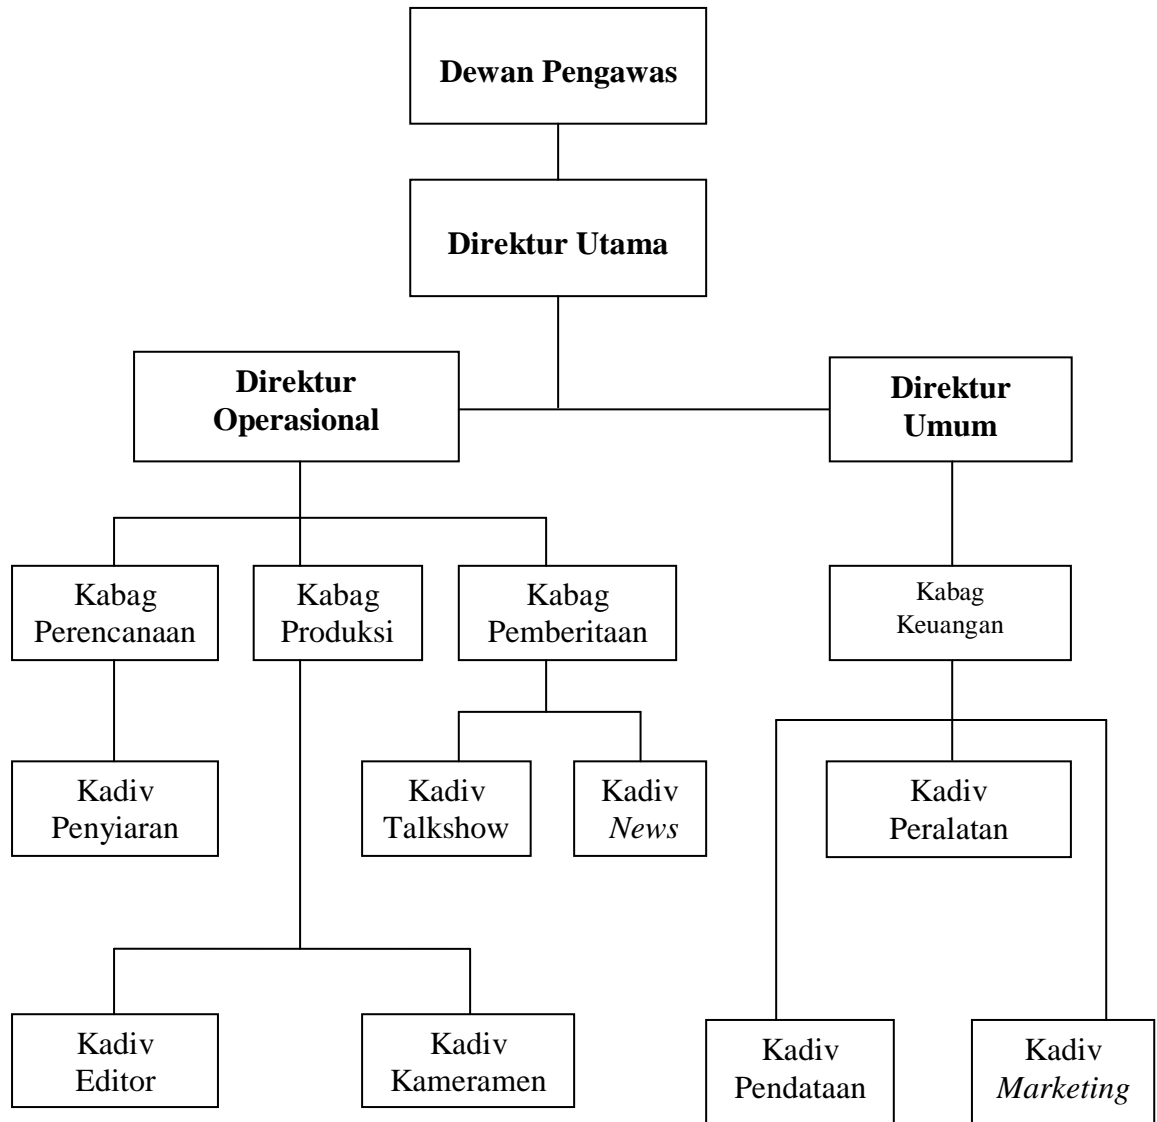 Dewan Pengawas
Direktur Utama
Direktur
Operasional
Direktur
Umum
Kabag
Perencanaan
Kabag
Produksi
Kabag
Pemberitaan
Kabag
Keuangan
Kadiv
Penyiaran
Kadiv
Talkshow
Kadiv
News
Kadiv
Peralatan
Kadiv
Editor
Kadiv
Kameramen
Kadiv
Pendataan
Kadiv
Marketing